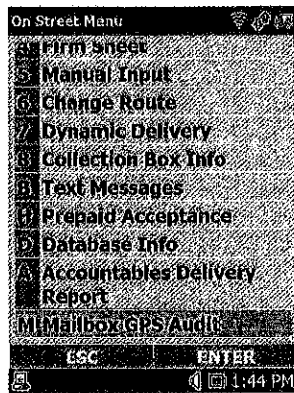 On Street Menu
Firm Sheet
5 Manual Input
6 Change Route
7 Dynamic Delivery
8 Collection Box Info
Text Messages
Prepaid Acceptance
D Database Info
A Accountables Delivery
Report
M Mailbox GPS Audit
ESC ENTER
1:44 PM